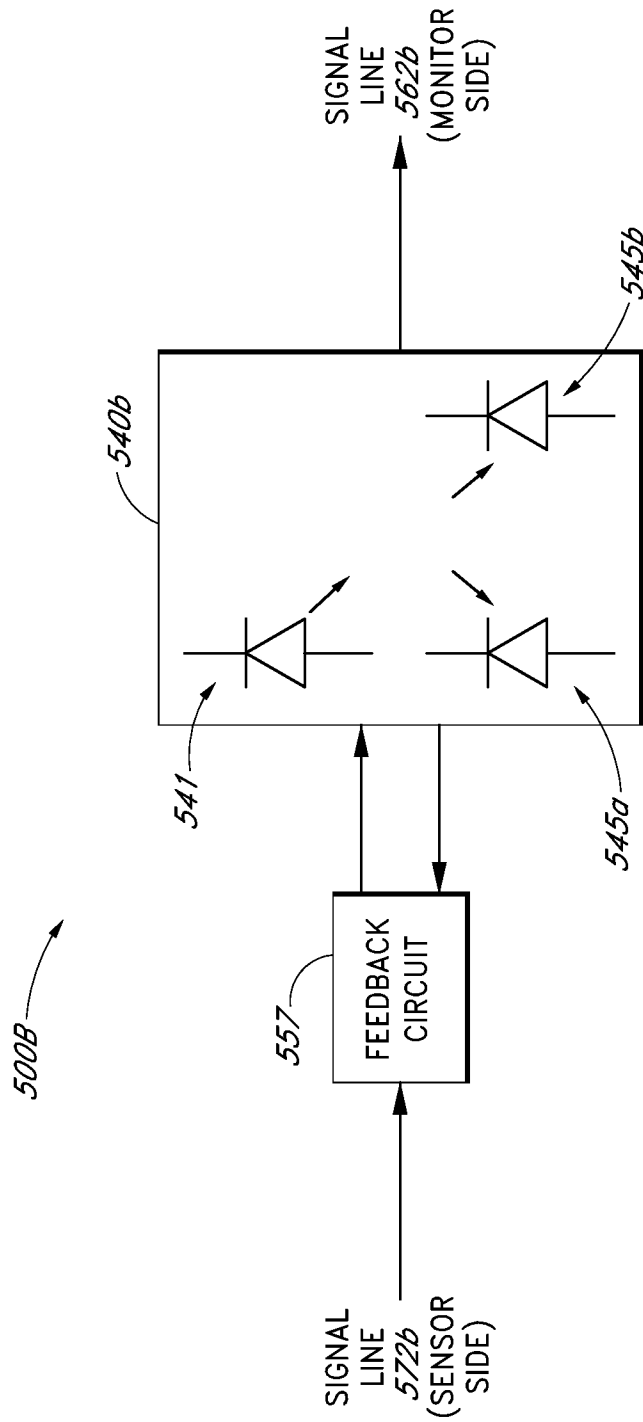 500B
SIGNAL
LINE
572b
(SENSOR
SIDE)
557
FEEDBACK
CIRCUIT
540b
541
545a
545b
SIGNAL
LINE
562b
(MONITOR
SIDE)